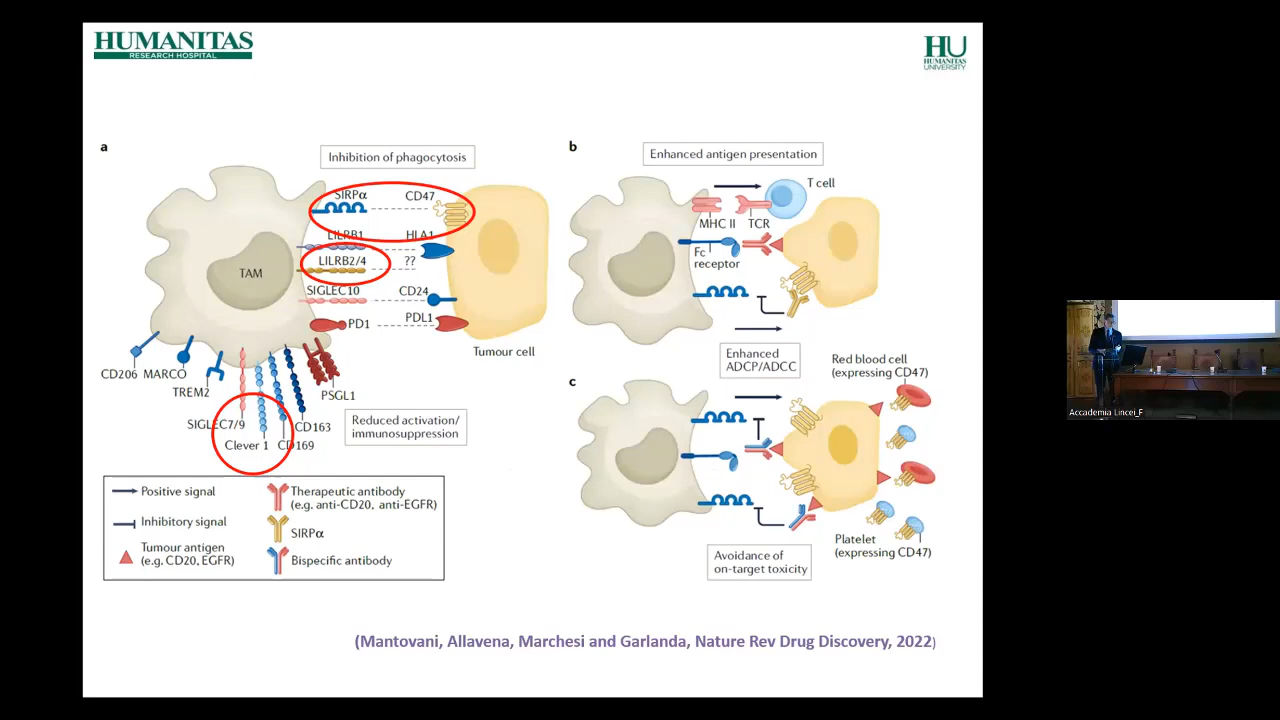 HUMANITAS
RESEARCH HOSPITAL
HU
HUMANITAS
UNIVERSITY
a
Inhibition of phagocytosis
SIRPα
CD47
LILRB1
HLA1
LILRB2/4
??
TAM
SIGLEC10
CD24
PD1
PDL1
Tumour cell
CD206
MARCO
TREM2
PSGL1
SIGLEC7/9
CD163
Clever 1
CD169
Reduced activation/
immunosuppression
Positive signal
Inhibitory signal
Tumour antigen
(e.g. CD20, EGFR)
Therapeutic antibody
(e.g. anti-CD20, anti-EGFR)
SIRPα
Bispecific antibody
b
Enhanced antigen presentation
T cell
MHC II
TCR
Fc
receptor
Enhanced
ADCP/ADCC
c
Red blood cell
(expressing CD47)
Platelet
(expressing CD47)
Avoidance of
on-target toxicity
(Mantovani, Allavena, Marchesi and Garlanda, Nature Rev Drug Discovery, 2022)
Accademia Lincei_F